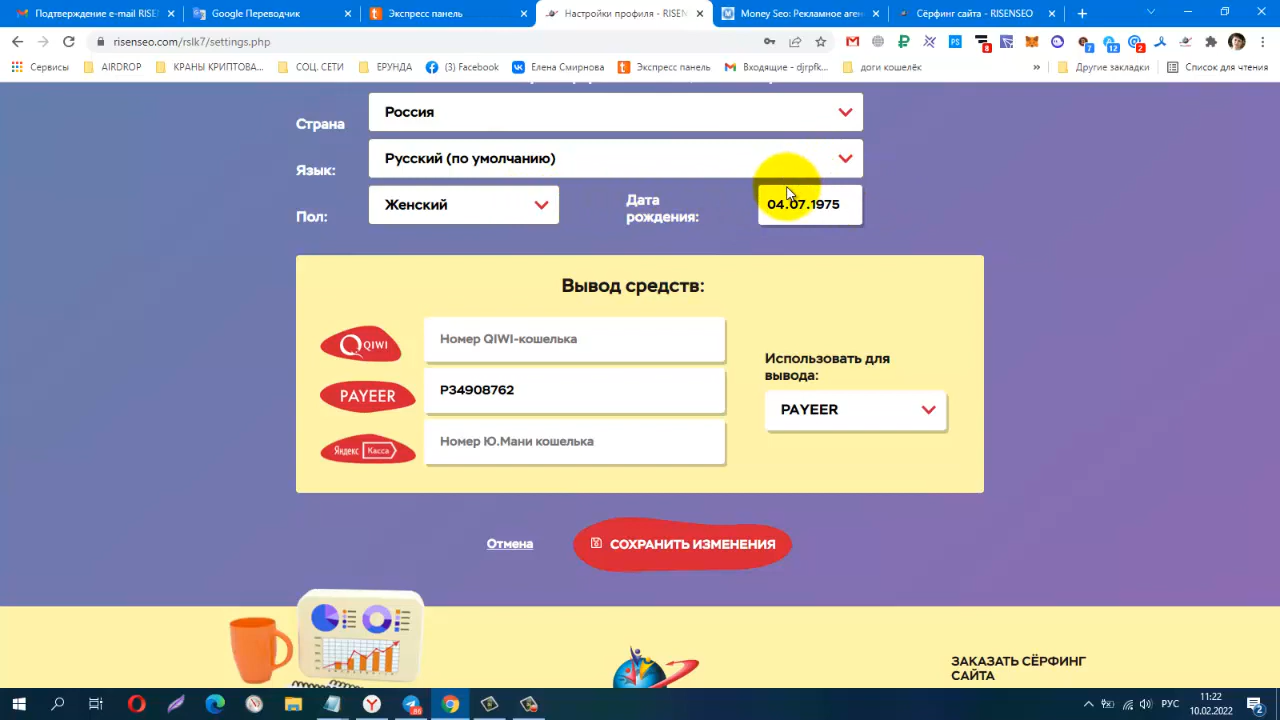 Подтверждение e-mail RISEN
Google Переводчик
Экспресс панель
Настройки профиля - RISENSE
Money Seo: Рекламное аген
Сёрфинг сайта - RISENSEO
risenseo.com/rslk7/settings.php
Сервисы
AIRDROP
КРАНЫ КРИПТОВА...
СОЦ. СЕТИ
ЕРУНДА
(3) Facebook
Елена Смирнова
Экспресс панель
Входящие - djrpfk...
доги кошелёк
»
Другие закладки
Список для чтения
Страна
Россия
Язык:
Русский (по умолчанию)
Пол:
Женский
Дата
рождения:
04.07.1975
Вывод средств:
QIWI
Номер QIWI-кошелька
PAYEER
P34908762
Яндекс Касса
Номер Ю.Мани кошелька
Использовать для
вывода:
PAYEER
Отмена
СОХРАНИТЬ ИЗМЕНЕНИЯ
ЗАКАЗАТЬ СЁРФИНГ
САЙТА
РУС
11:22
10.02.2022